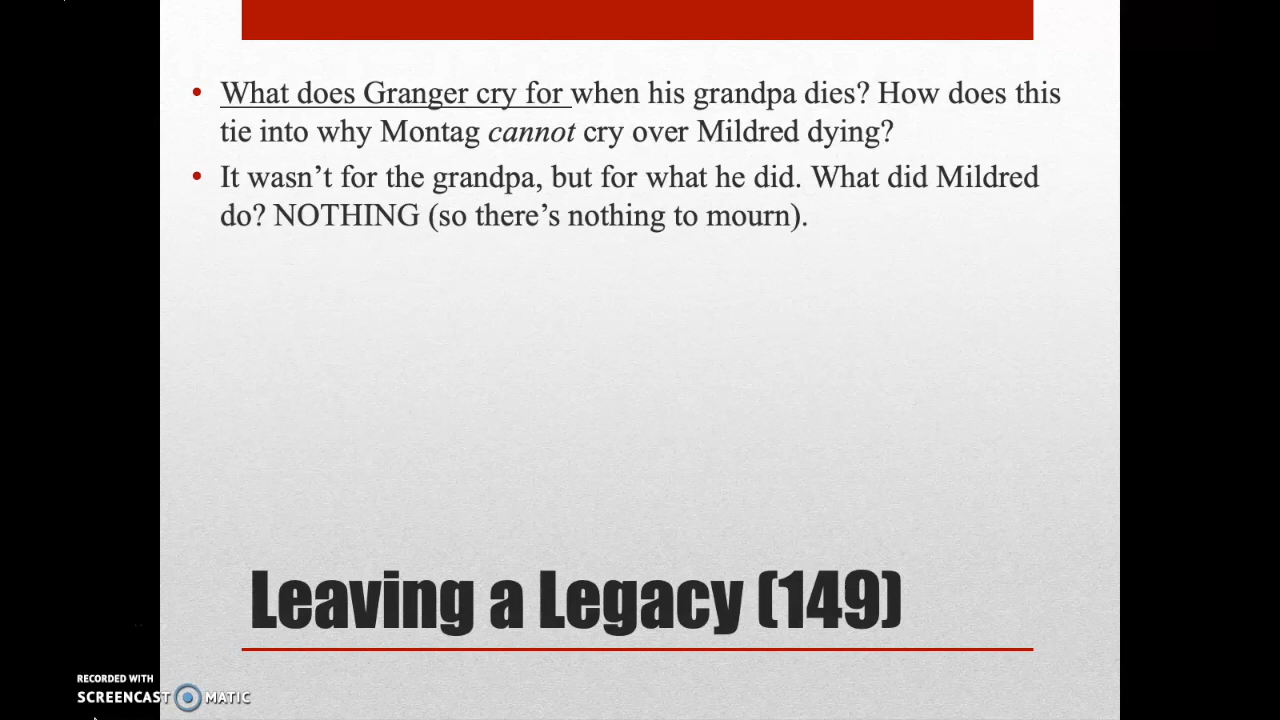 • What does Granger cry for when his grandpa dies? How does this
tie into why Montag cannot cry over Mildred dying?
• It wasn’t for the grandpa, but for what he did. What did Mildred
do? NOTHING (so there’s nothing to mourn).
Leaving a Legacy (149)
RECORDED WITH
SCREENCAST MATIC